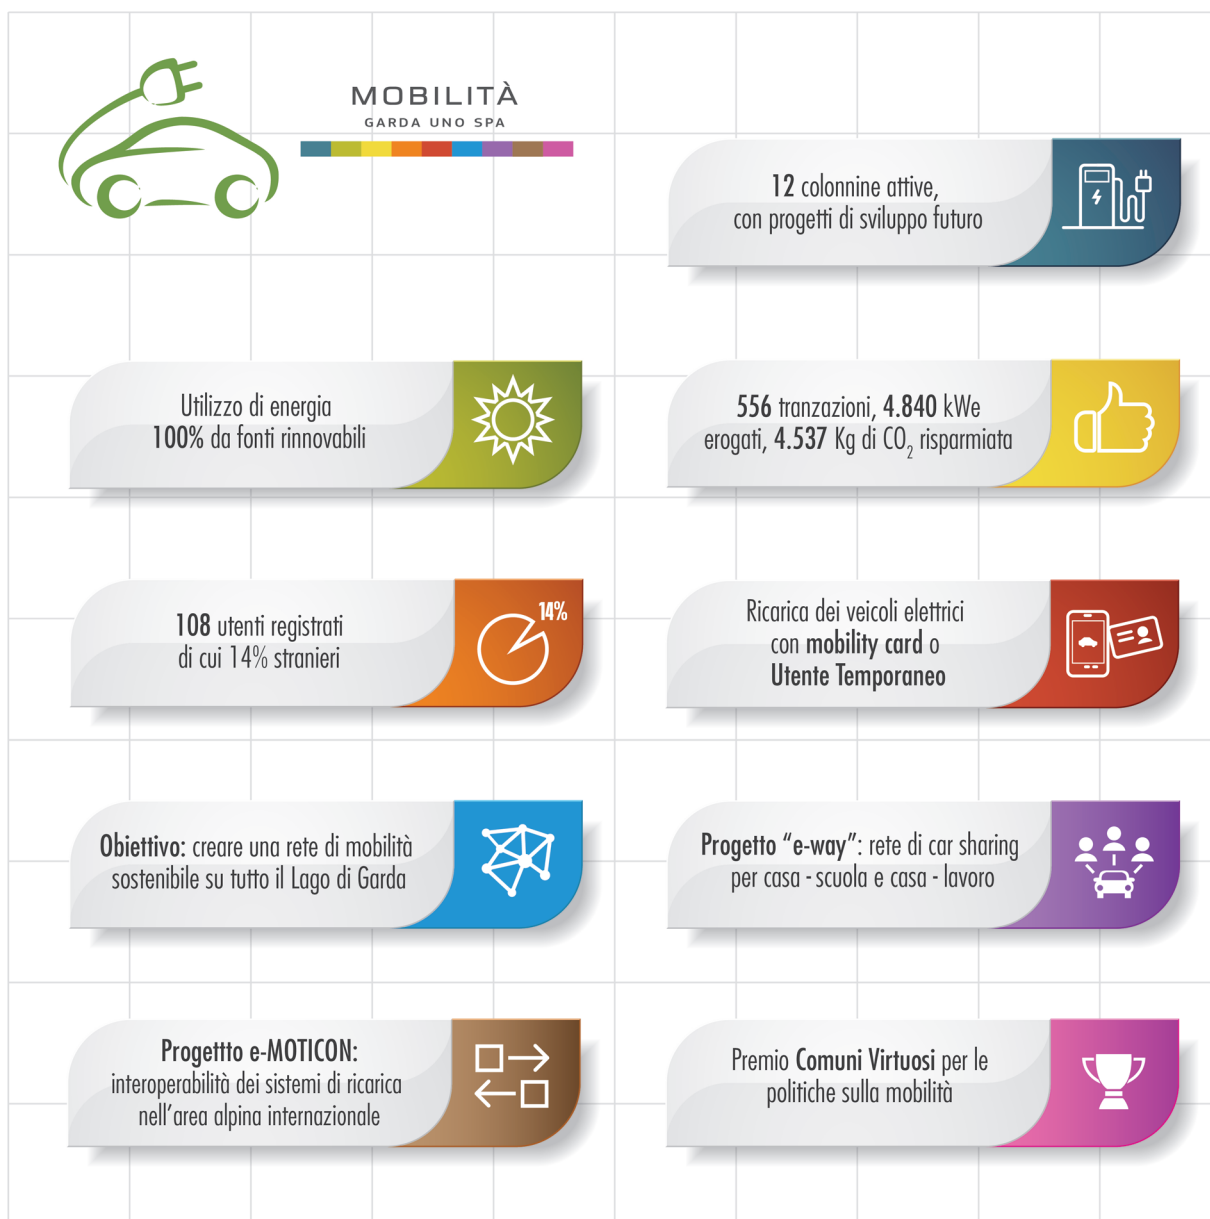 MOBILITÀ
GARDA UNO SPA
12 colonnine attive,
con progetti di sviluppo futuro
Utilizzo di energia
100% da fonti rinnovabili
556 tranzazioni, 4.840 kWe
erogati, 4.537 Kg di CO₂ risparmiata
108 utenti registrati
di cui 14% stranieri
14%
Ricarica dei veicoli elettrici
con mobility card o
Utente Temporaneo
Obiettivo: creare una rete di mobilità
sostenibile su tutto il Lago di Garda
Progetto “e-way”: rete di car sharing
per casa - scuola e casa - lavoro
Progettto e-MOTICON:
interoperabilità dei sistemi di ricarica
nell’area alpina internazionale
Premio Comuni Virtuosi per le
politiche sulla mobilità